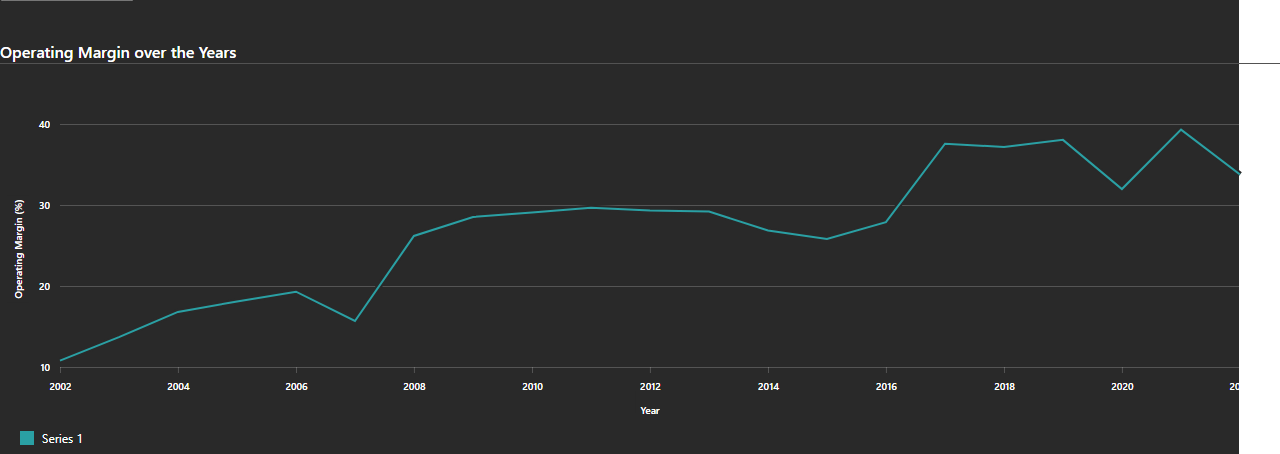 Operating Margin over the Years
40
30
20
10
Operating Margin (%)
2002 2004 2006 2008 2010 2012 2014 2016 2018 2020 20
Year
Series 1